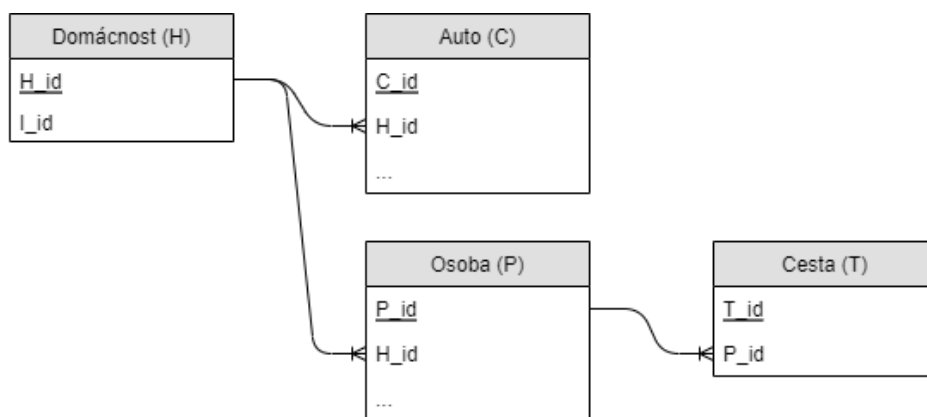 Domácnost (H)
H_id
I_id
Auto (C)
C_id
H_id
...
Osoba (P)
P_id
H_id
...
Cesta (T)
T_id
P_id